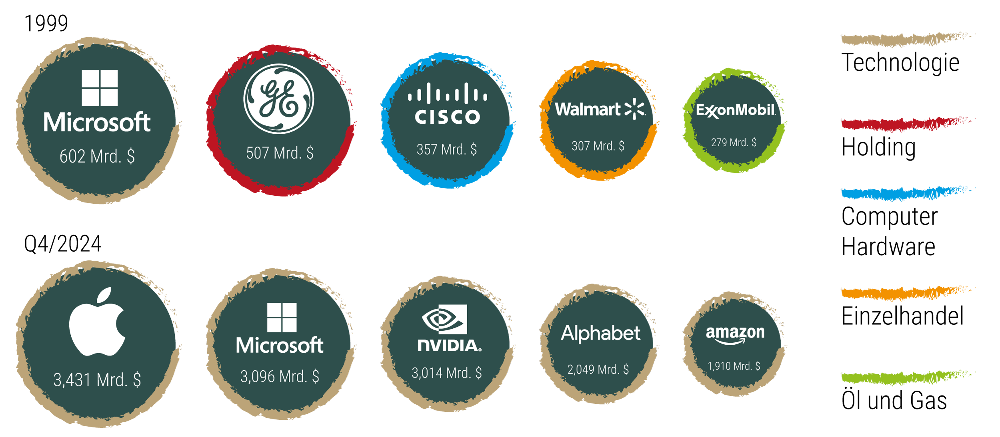 1999
Microsoft
602 Mrd. $
GE
507 Mrd. $
CISCO
357 Mrd. $
Walmart
307 Mrd. $
ExxonMobil
279 Mrd. $
Q4/2024
3,431 Mrd. $
Microsoft
3,096 Mrd. $
NVIDIA®
3,014 Mrd. $
Alphabet
2,049 Mrd. $
amazon
1,910 Mrd. $
Technologie
Holding
Computer
Hardware
Einzelhandel
Öl und Gas